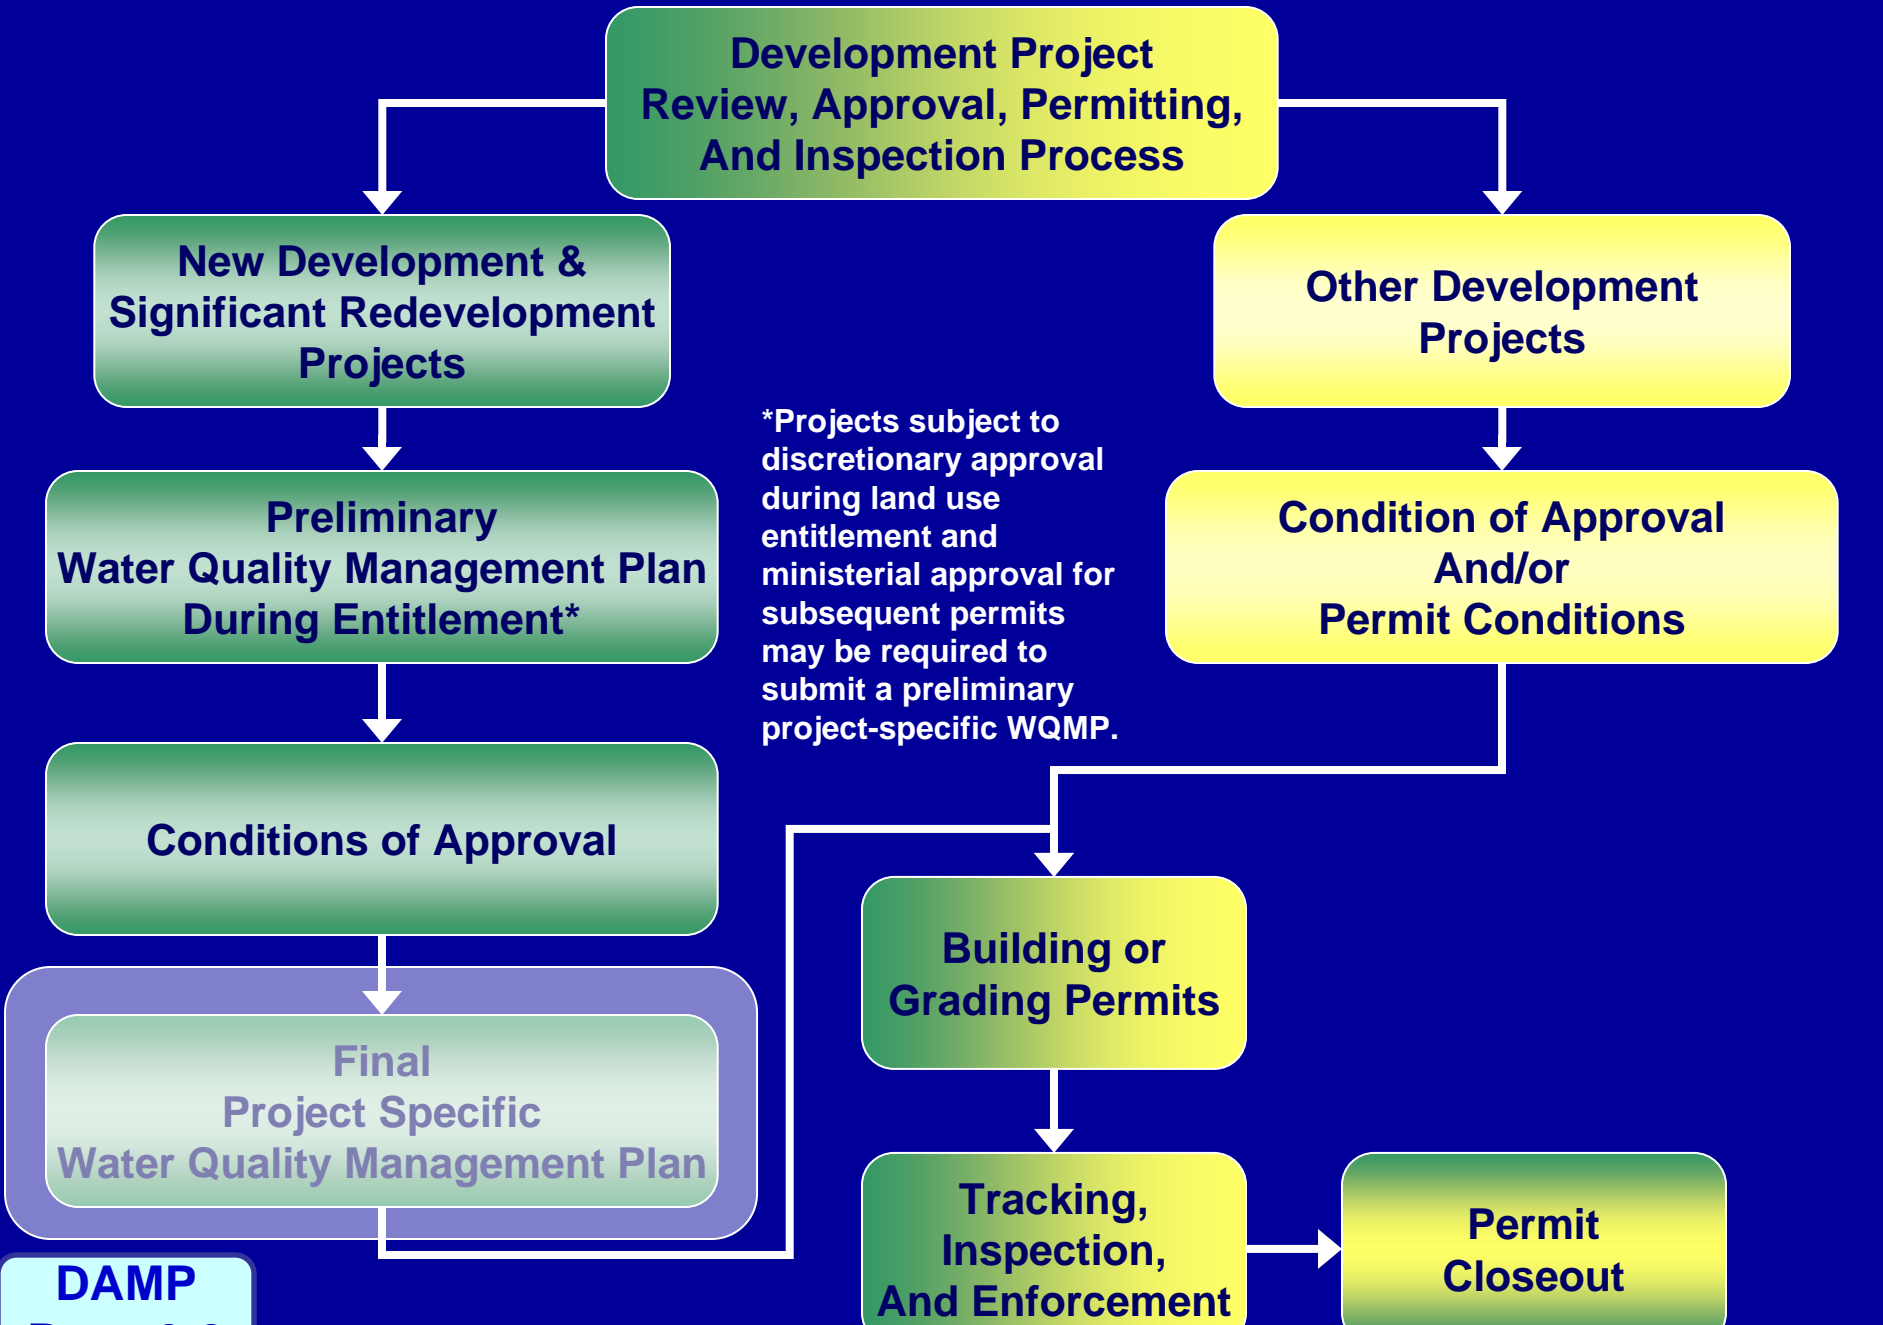 Development Project
Review, Approval, Permitting,
And Inspection Process
New Development &
Significant Redevelopment
Projects
Other Development
Projects
*Projects subject to
discretionary approval
during land use
entitlement and
ministerial approval for
subsequent permits
may be required to
submit a preliminary
project-specific WQMP.
Preliminary
Water Quality Management Plan
During Entitlement*
Condition of Approval
And/or
Permit Conditions
Conditions of Approval
Building or
Grading Permits
Final
Project Specific
Water Quality Management Plan
Tracking,
Inspection,
And Enforcement
Permit
Closeout
DAMP